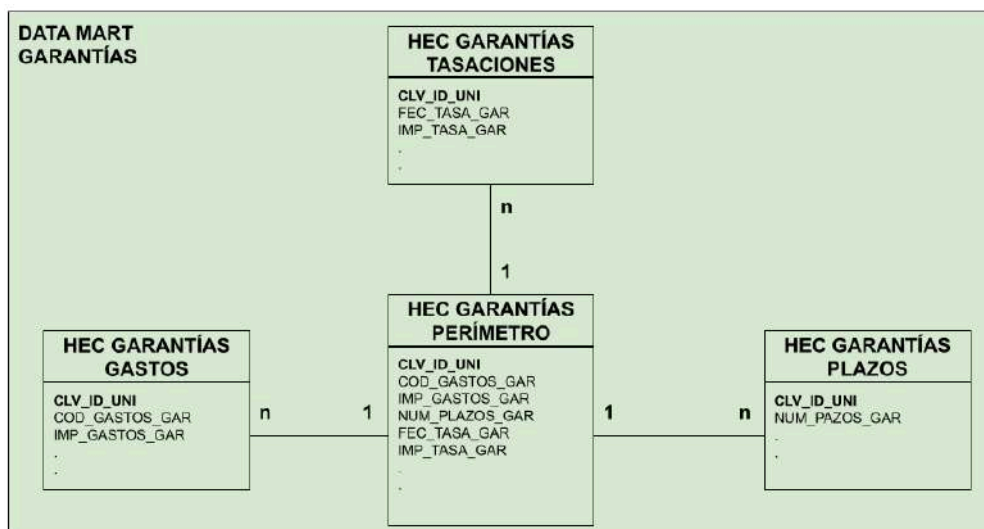 DATA MART
GARANTÍAS
HEC GARANTÍAS
TASACIONES
CLV_ID_UNI
FEC_TASA_GAR
IMP_TASA_GAR
.
.
n
1
HEC GARANTÍAS
GASTOS
CLV_ID_UNI
COD_GASTOS_GAR
IMP_GASTOS_GAR
.
.
n
1
HEC GARANTÍAS
PERÍMETRO
CLV_ID_UNI
COD_GASTOS_GAR
IMP_GASTOS_GAR
NUM_PLAZOS_GAR
FEC_TASA_GAR
IMP_TASA_GAR
.
.
1
n
HEC GARANTÍAS
PLAZOS
CLV_ID_UNI
NUM_PAZOS_GAR
.
.